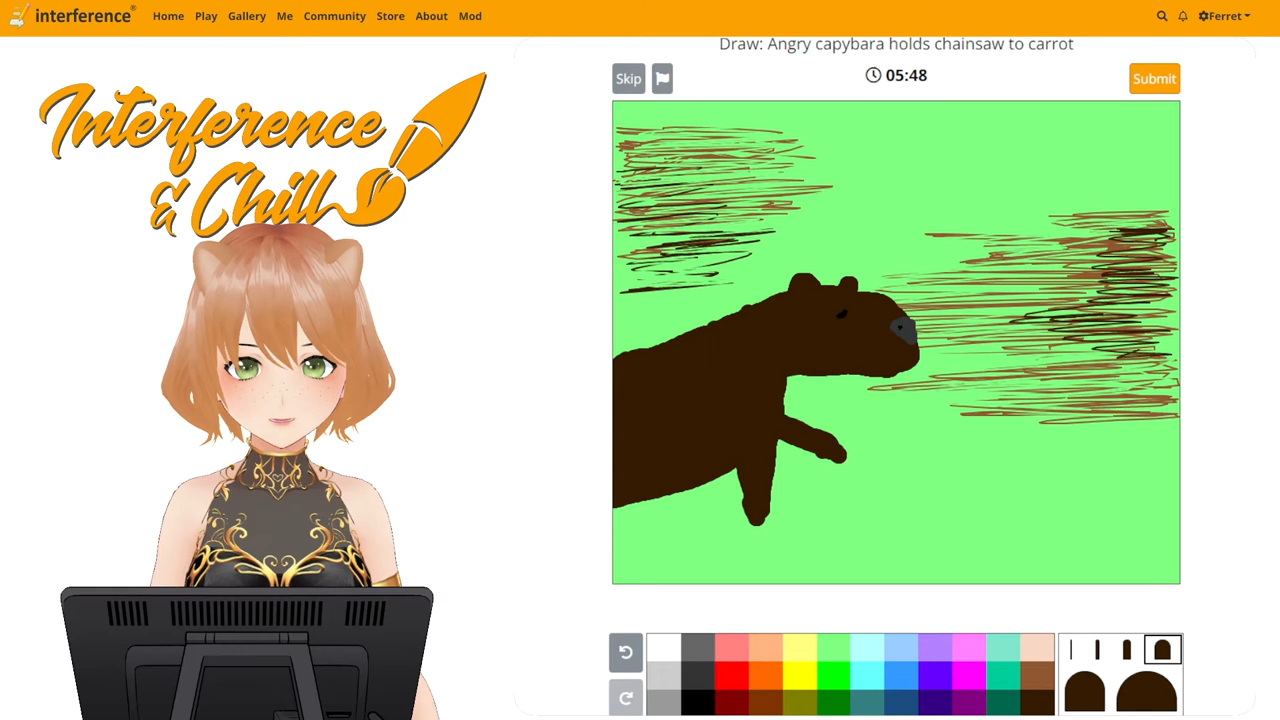 interference®
Home Play Gallery Me Community Store About Mod
Ferret
Interference
& Chill
Draw: Angry capybara holds chainsaw to carrot
Skip
05:48
Submit